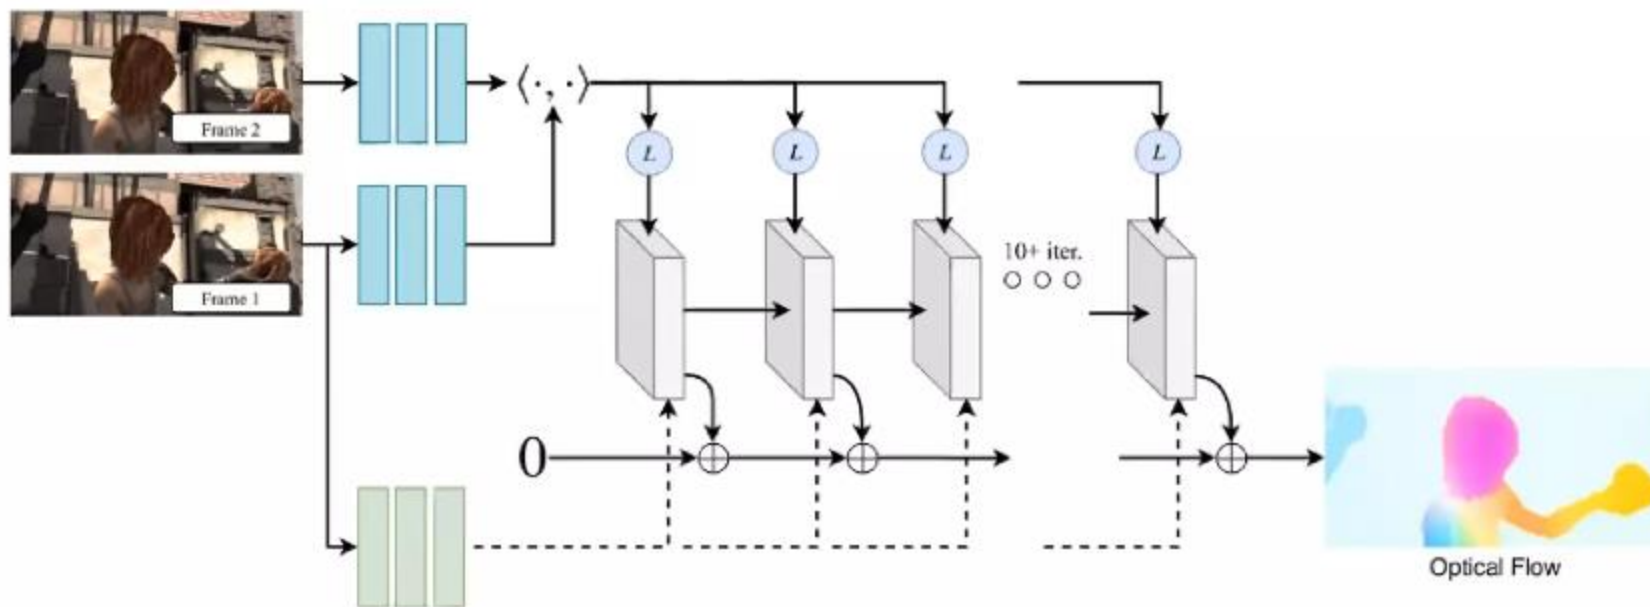 Frame 2
⟨·,·⟩
L
L
L
L
Frame 1
10+ iter.
0
Optical Flow